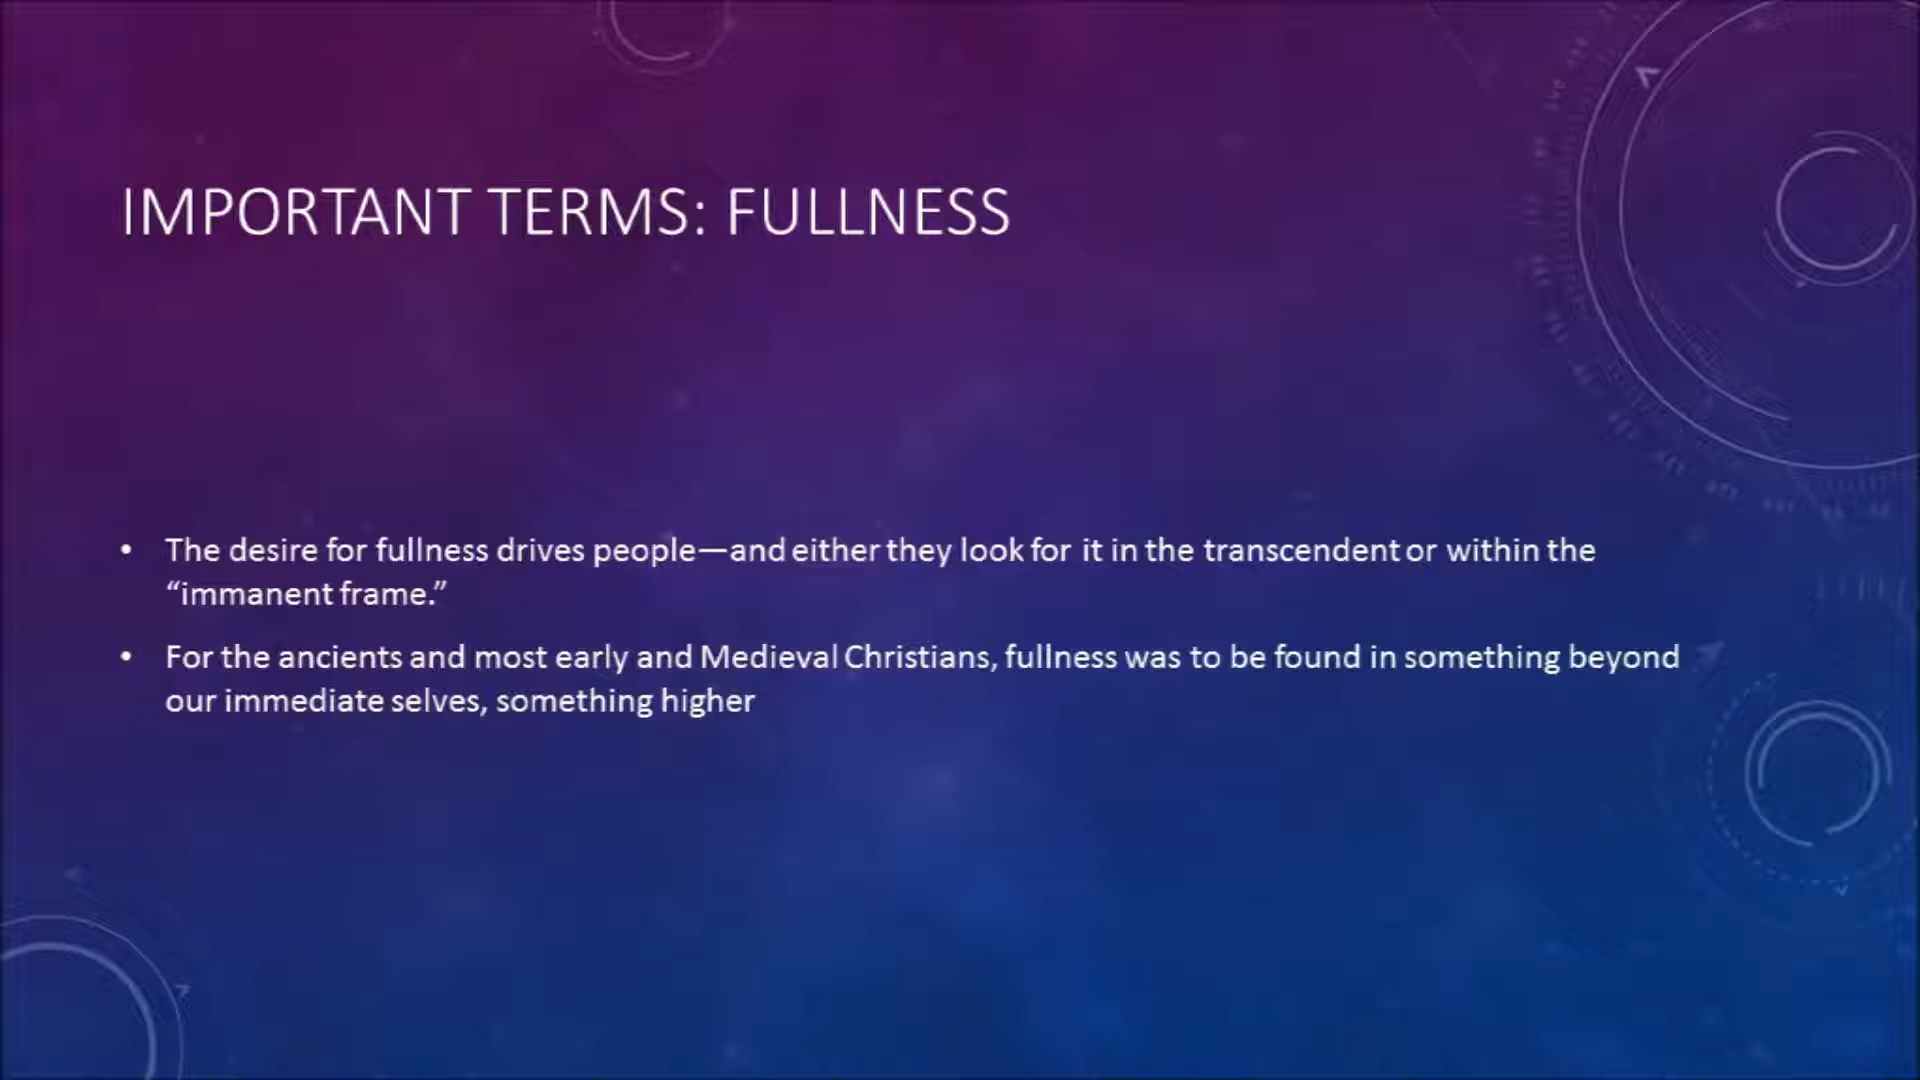 IMPORTANT TERMS: FULLNESS
• The desire for fullness drives people—and either they look for it in the transcendent or within the
“immanent frame.”
• For the ancients and most early and Medieval Christians, fullness was to be found in something beyond
our immediate selves, something higher